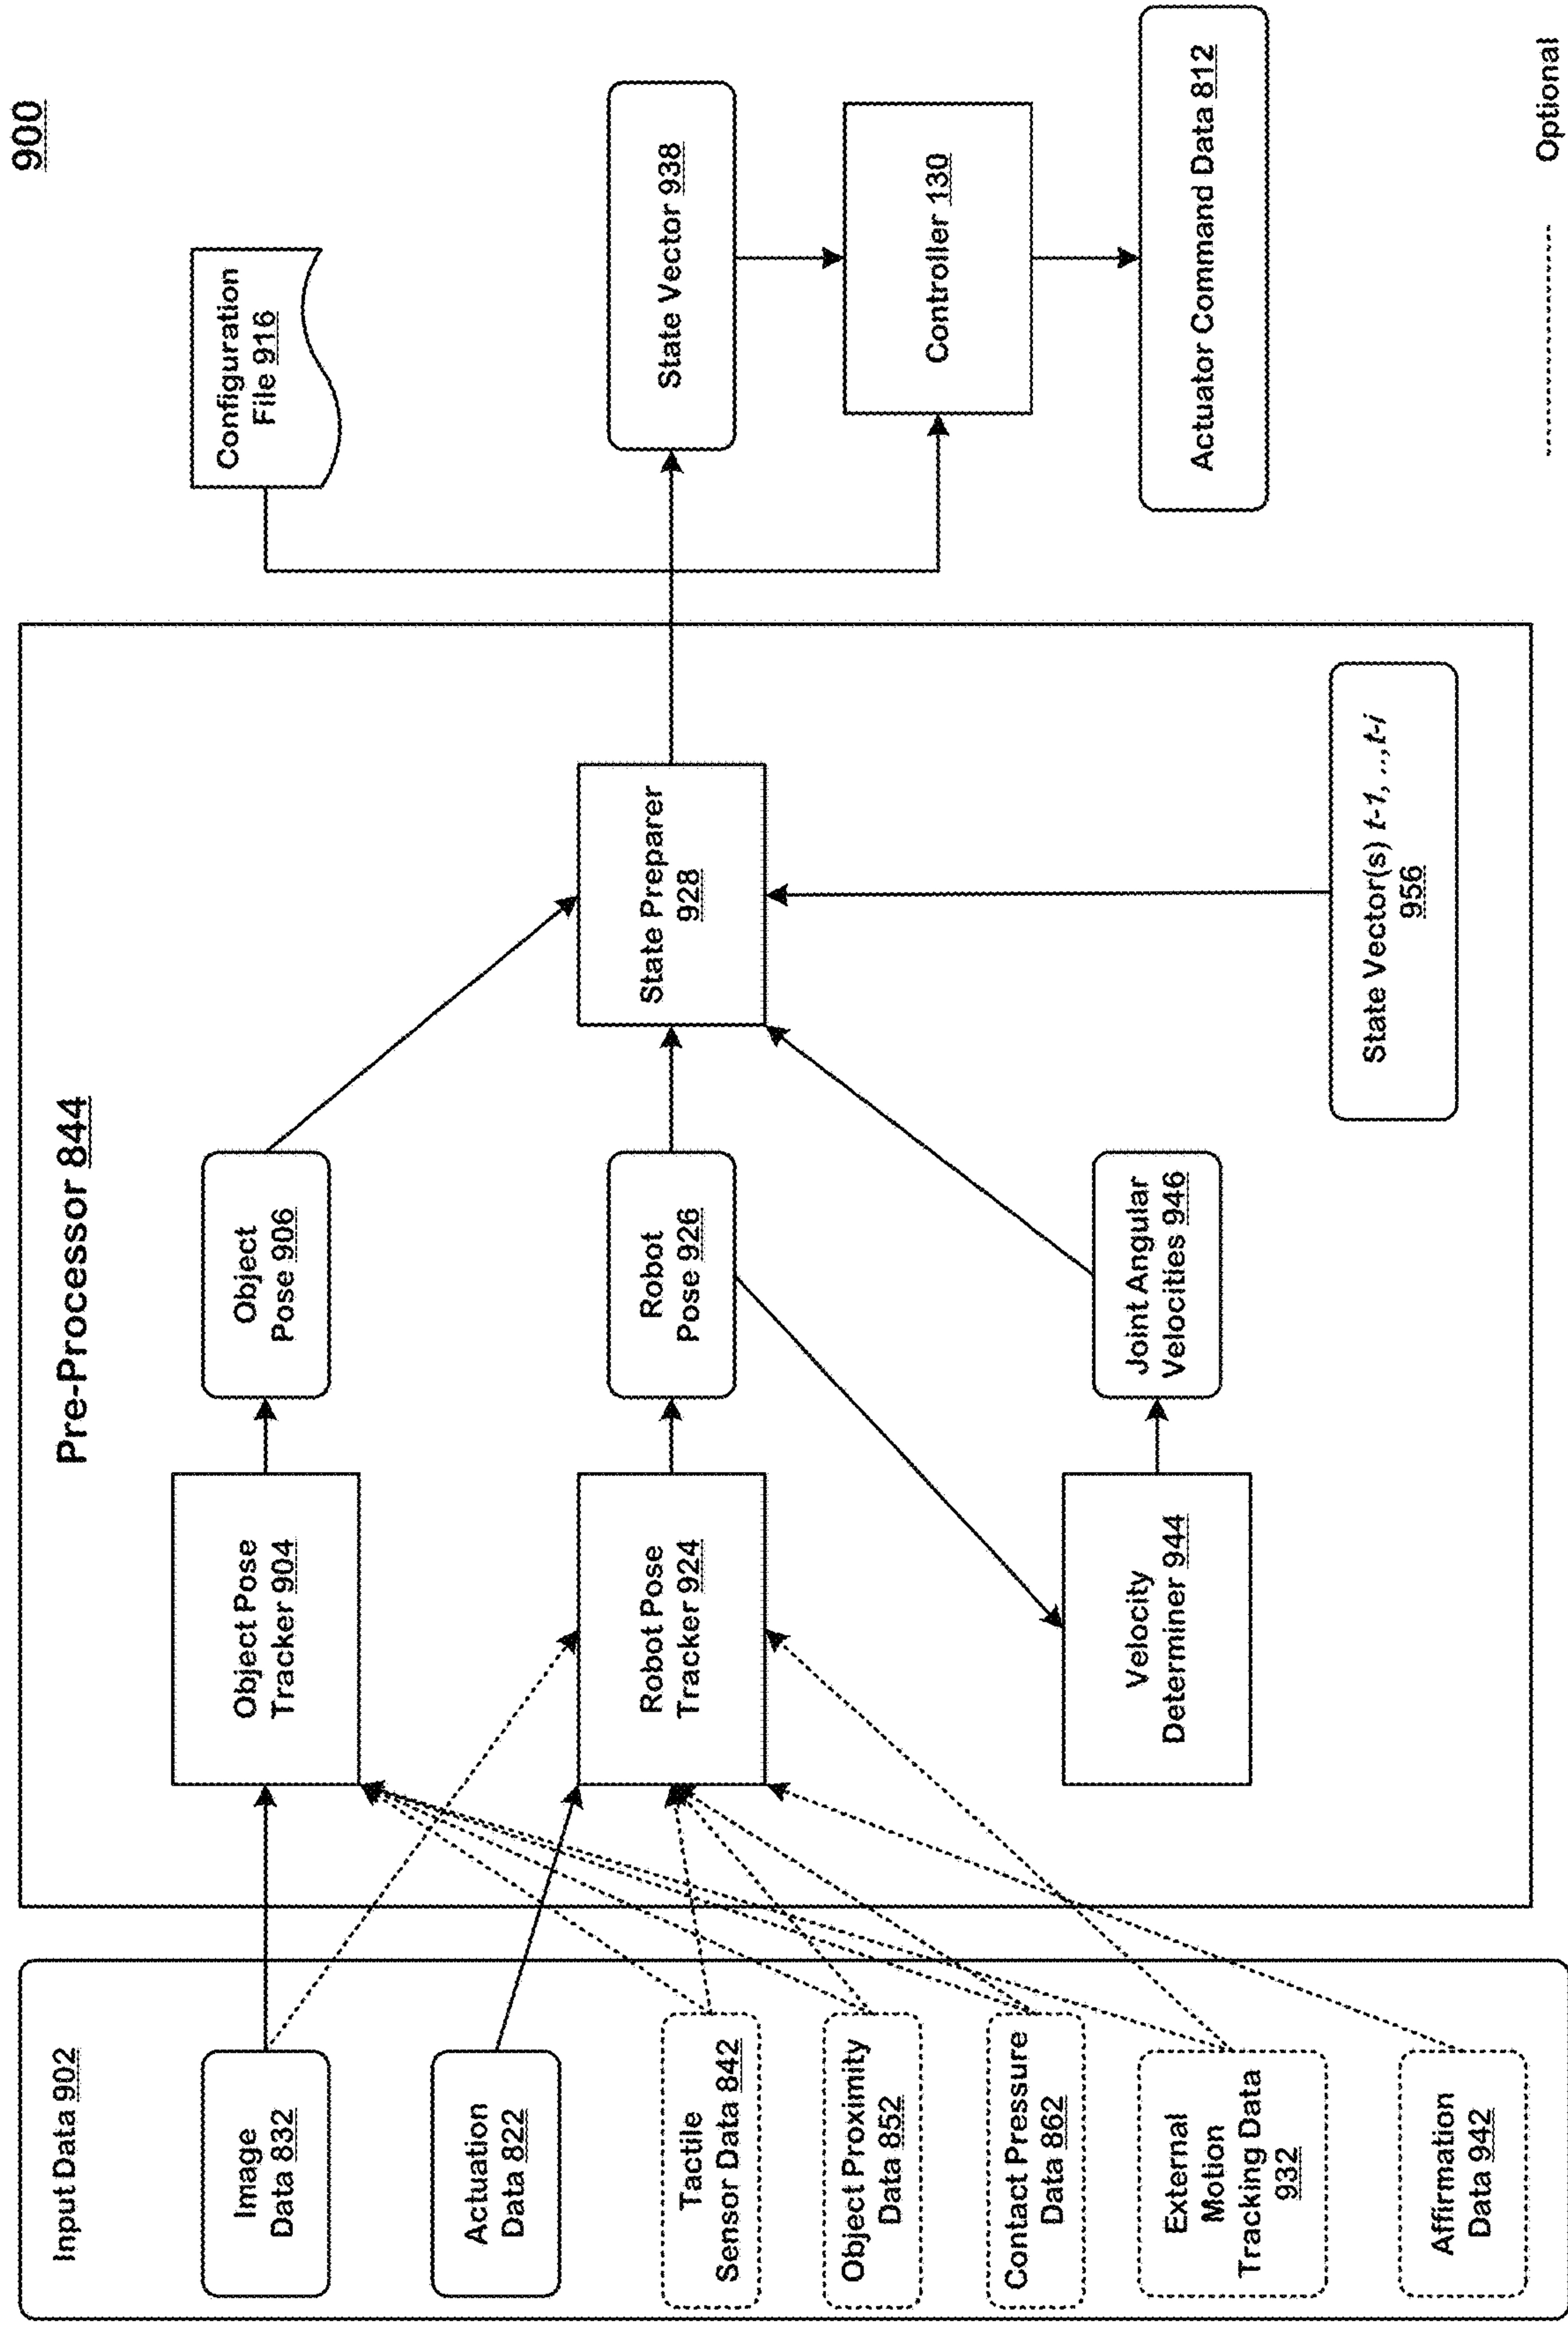 900
Input Data 902
Image
Data 832
Actuation
Data 822
Tactile
Sensor Data 842
Object Proximity
Data 852
Contact Pressure
Data 862
External
Motion
Tracking Data
932
Affirmation
Data 942
Pre-Processor 844
Object Pose
Tracker 904
Robot Pose
Tracker 924
Velocity
Determiner 944
Object
Pose 906
Robot
Pose 926
Joint Angular
Velocities 946
State Preparer
928
State Vector(s) t-1, ..,t-i
956
Configuration
File 916
State Vector 938
Controller 130
Actuator Command Data 812
Optional